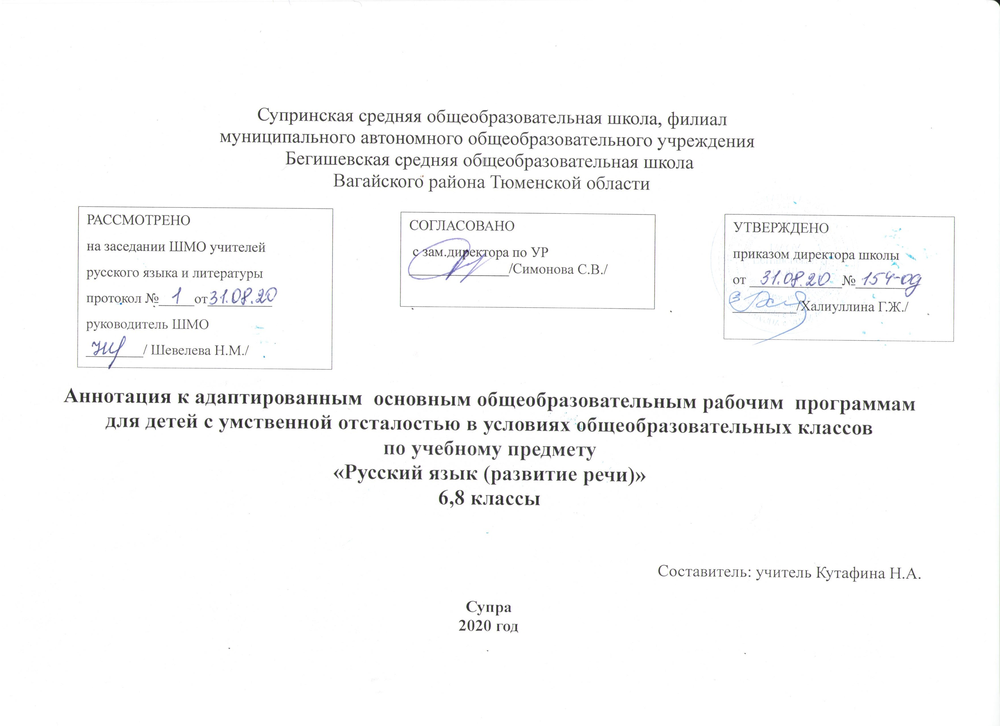 Супринская средняя общеобразовательная школа, филиал
муниципального автономного общеобразовательного учреждения
Бегишевская средняя общеобразовательная школа
Вагайского района Тюменской области
РАССМОТРЕНО
на заседании ШМО учителей
русского языка и литературы
протокол № 1 от 31.08.20
руководитель ШМО
/ Шевелева Н.М./
СОГЛАСОВАНО
с зам.директора по УР
/Симонова С.В./
УТВЕРЖДЕНО
приказом директора школы
от 31.08.20 № 154-од
/Халиуллина Г.Ж./
Аннотация к адаптированным основным общеобразовательным рабочим программам
для детей с умственной отсталостью в условиях общеобразовательных классов
по учебному предмету
«Русский язык (развитие речи)»
6,8 классы
Составитель: учитель Кутафина Н.А.
Супра
2020 год